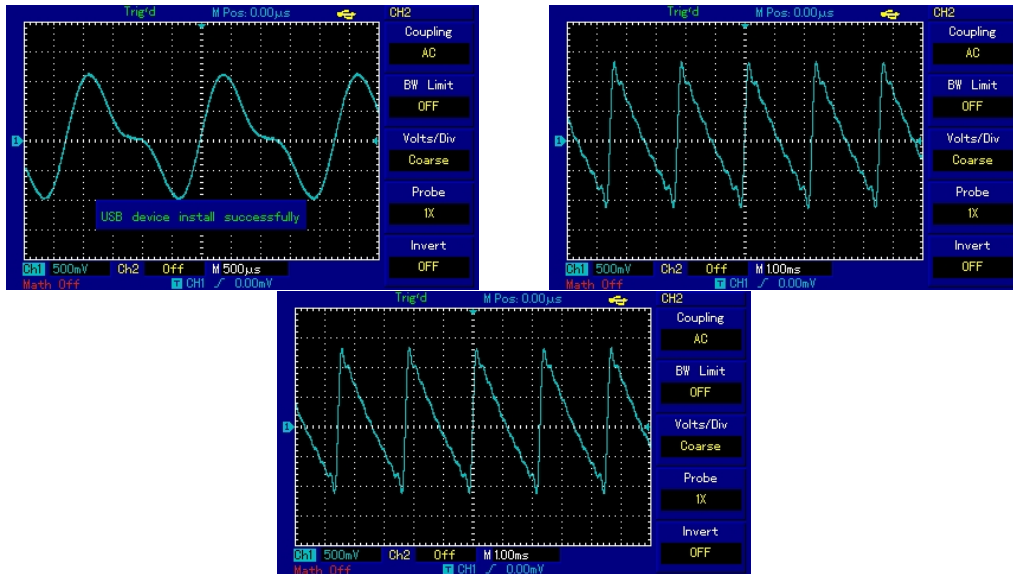 Trig'd M Pos: 0.00μs CH2
Coupling
AC
BW Limit
OFF
Volts/Div
Coarse
Probe
1X
Invert
OFF
1
USB device install successfully
Ch1 500mV Ch2 Off M 500μs
Math Off T CH1 0.00mV
Trig'd M Pos: 0.00μs CH2
Coupling
AC
BW Limit
OFF
Volts/Div
Coarse
Probe
1X
Invert
OFF
1
Ch1 500mV Ch2 Off M 1.00ms
Math Off T CH1 0.00mV
Trig'd M Pos: 0.00μs CH2
Coupling
AC
BW Limit
OFF
Volts/Div
Coarse
Probe
1X
Invert
OFF
1
Ch1 500mV Ch2 Off M 1.00ms
Math Off T CH1 0.00mV